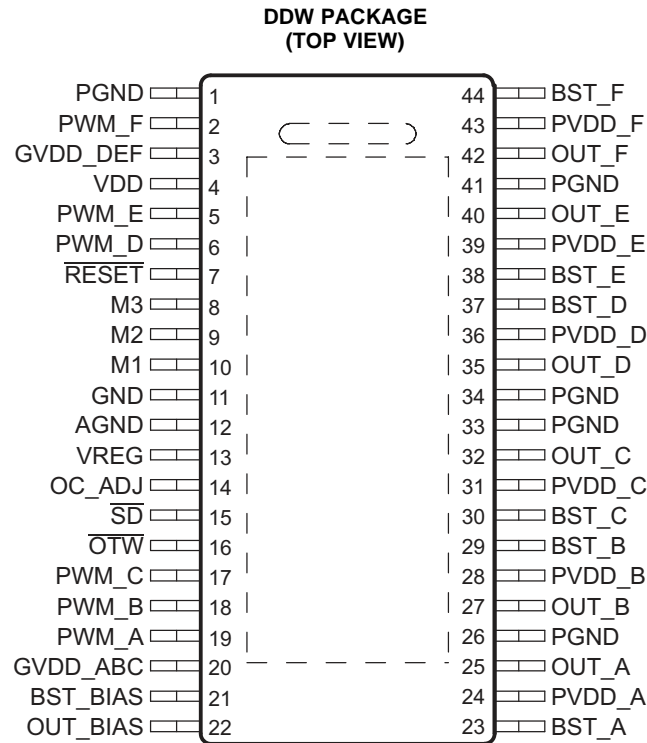 DDW PACKAGE
(TOP VIEW)
PGND 1 44 BST_F
PWM_F 2 43 PVDD_F
GVDD_DEF 3 42 OUT_F
VDD 4 41 PGND
PWM_E 5 40 OUT_E
PWM_D 6 39 PVDD_E
R̅E̅S̅E̅T̅ 7 38 BST_E
M3 8 37 BST_D
M2 9 36 PVDD_D
M1 10 35 OUT_D
GND 11 34 PGND
AGND 12 33 PGND
VREG 13 32 OUT_C
OC_ADJ 14 31 PVDD_C
S̅D̅ 15 30 BST_C
O̅T̅W̅ 16 29 BST_B
PWM_C 17 28 PVDD_B
PWM_B 18 27 OUT_B
PWM_A 19 26 PGND
GVDD_ABC 20 25 OUT_A
BST_BIAS 21 24 PVDD_A
OUT_BIAS 22 23 BST_A